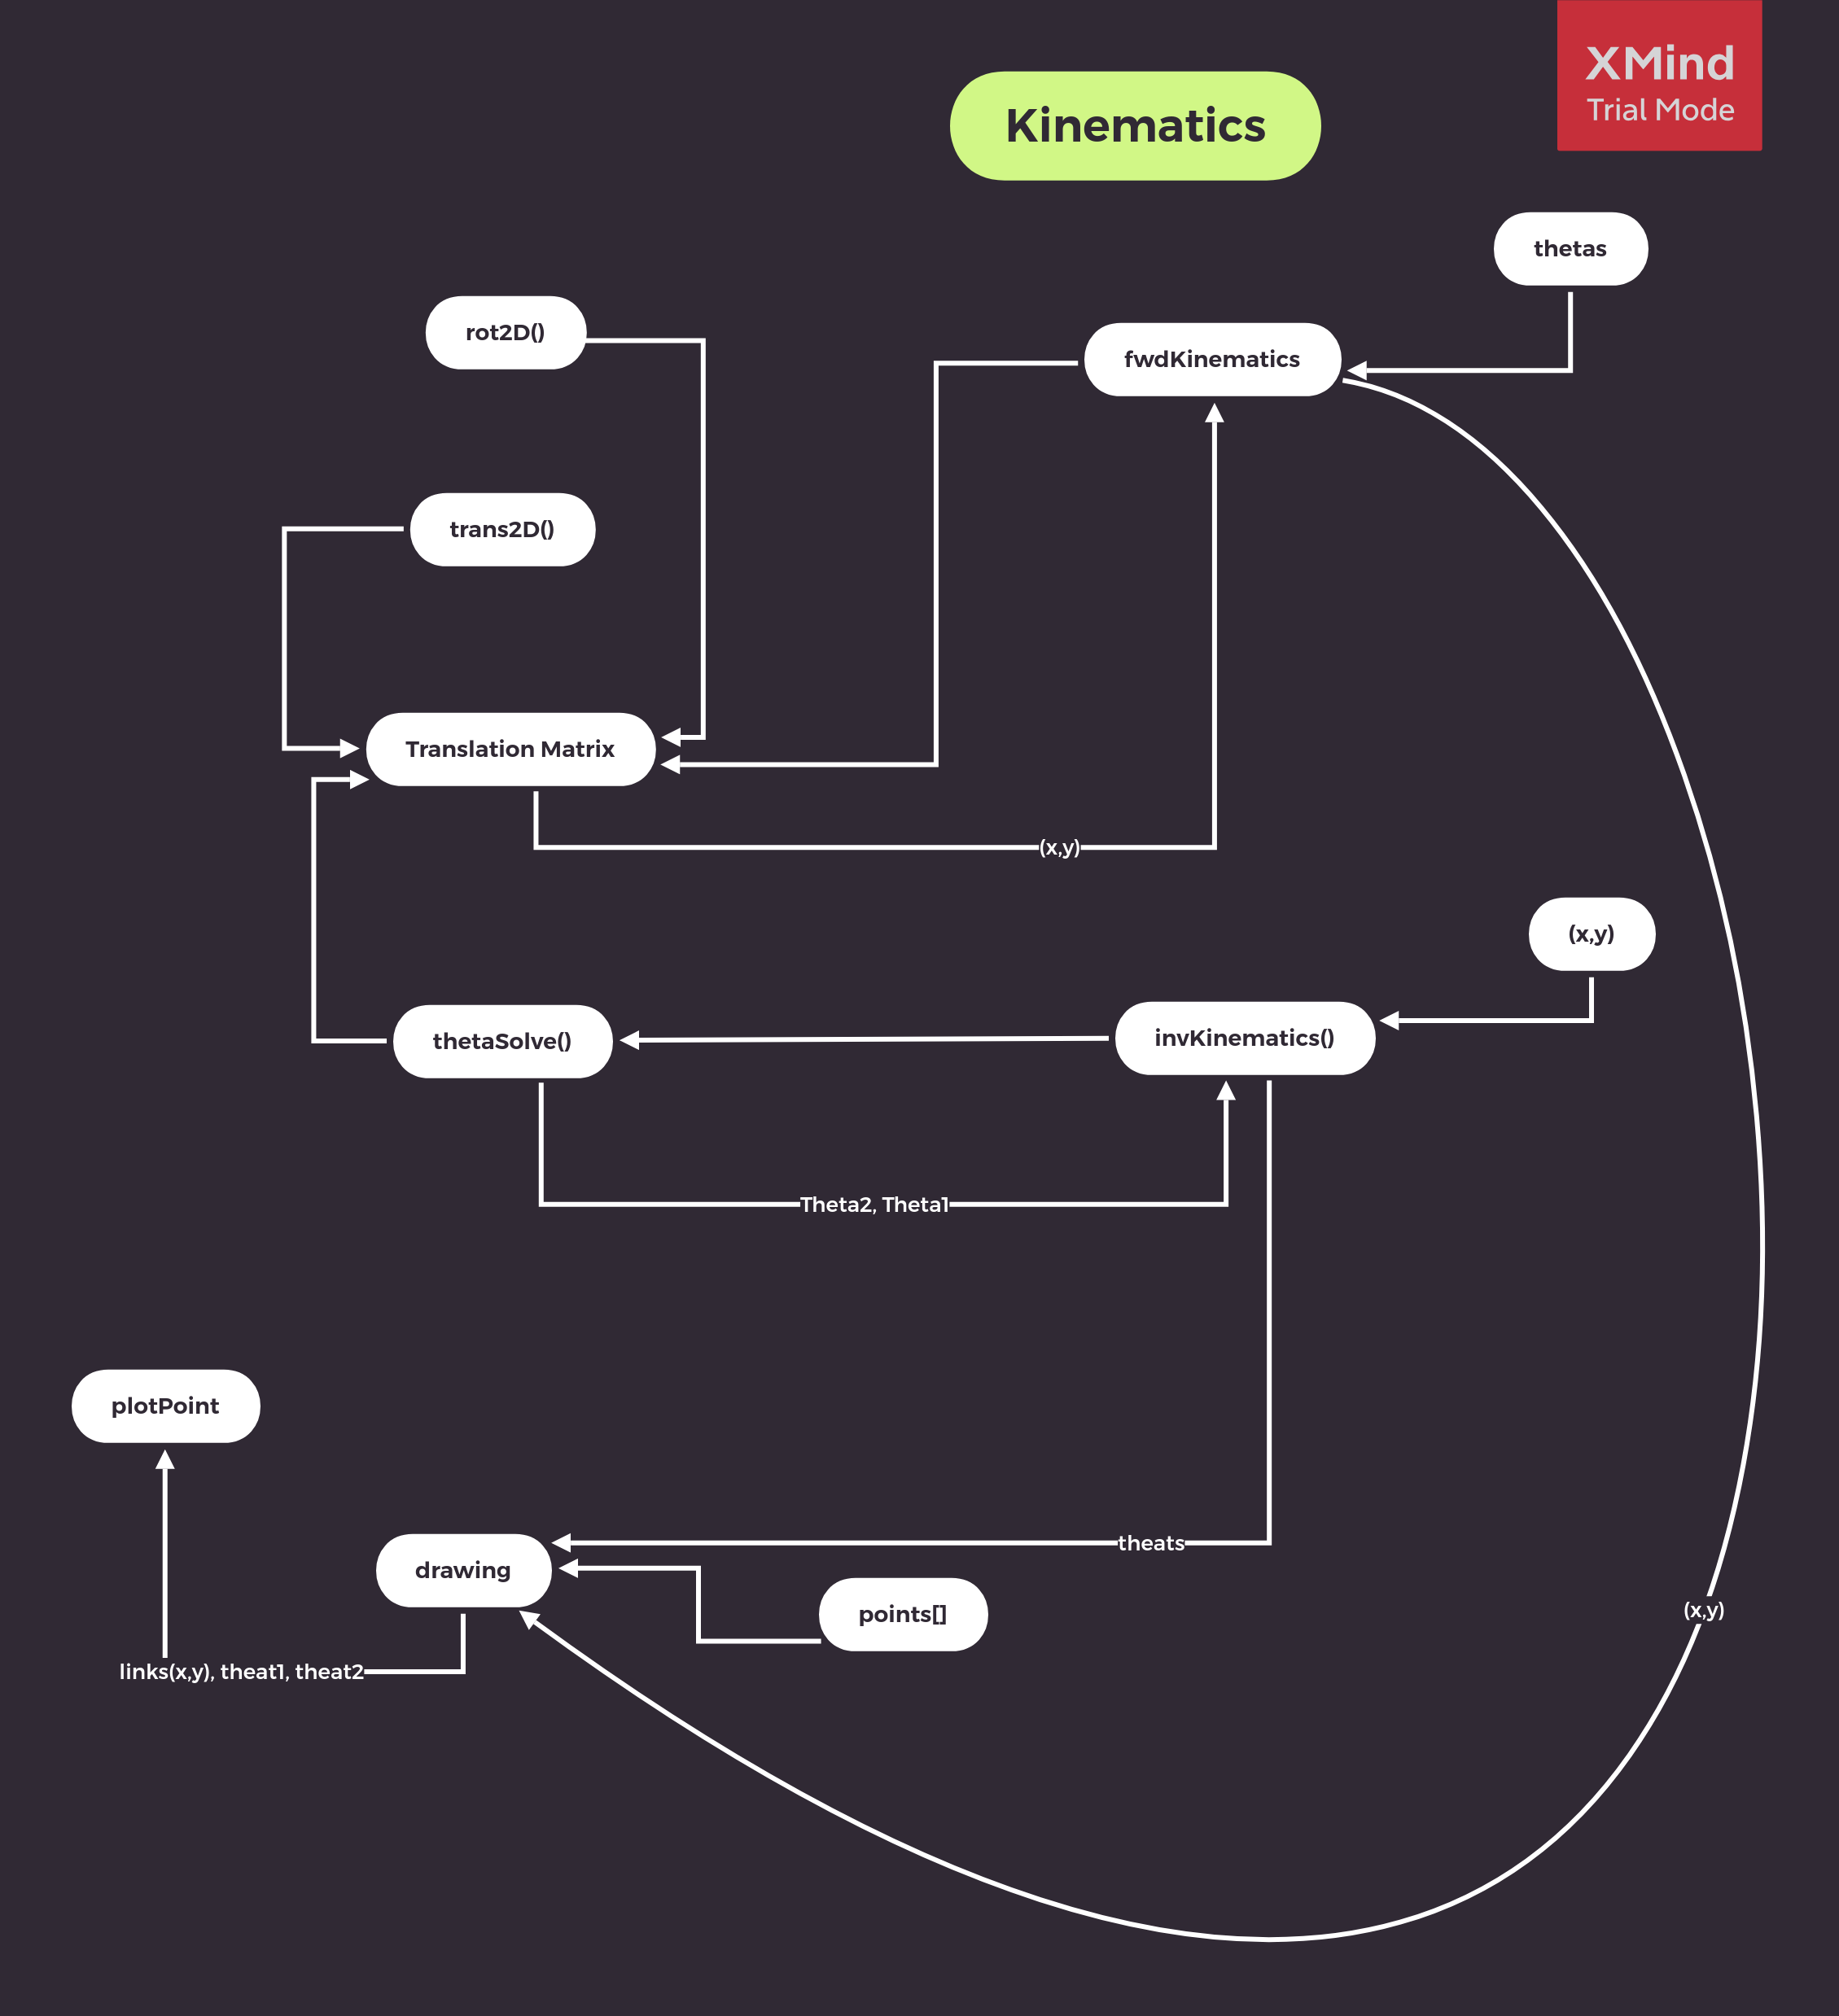 XMind
Trial Mode
Kinematics
thetas
rot2D()
fwdKinematics
trans2D()
Translation Matrix
(x,y)
(x,y)
thetaSolve()
invKinematics()
Theta2, Theta1
plotPoint
theats
drawing
points[]
(x,y)
links(x,y), theat1, theat2